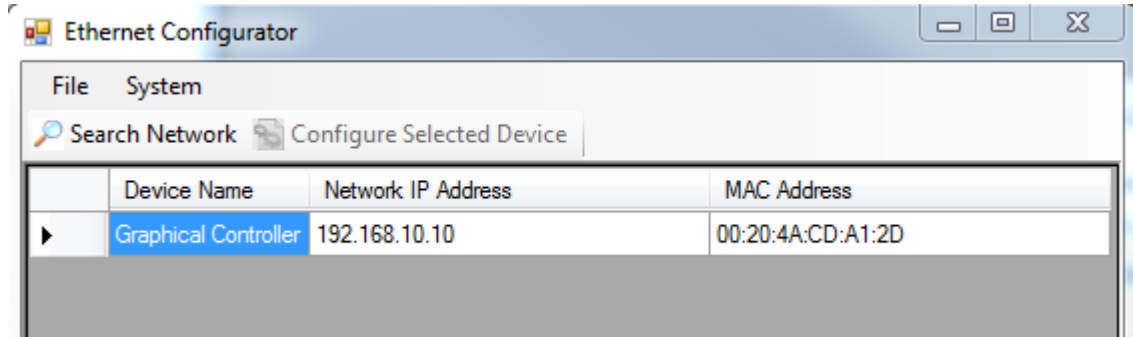 Ethernet Configurator
File System
Search Network Configure Selected Device
Device Name Network IP Address MAC Address
Graphical Controller 192.168.10.10 00:20:4A:CD:A1:2D